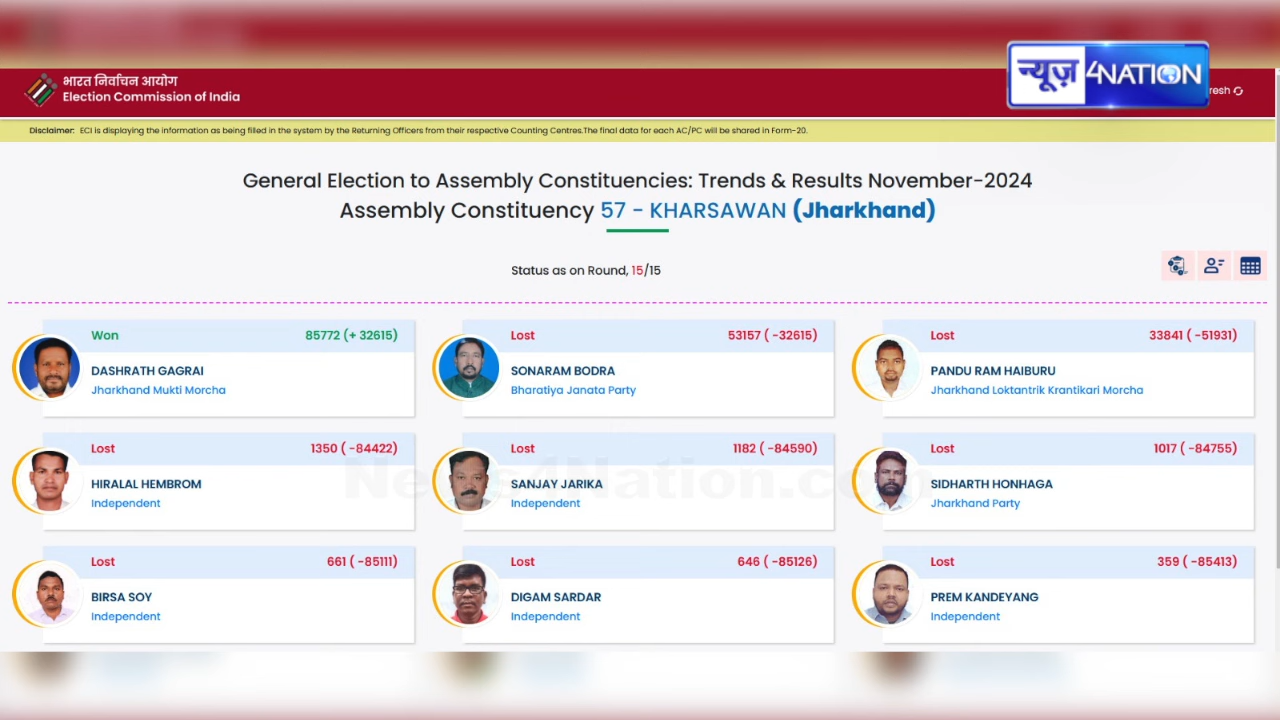 भारत निर्वाचन आयोग
Election Commission of India
न्यूज़ 4NATION
resh
Disclaimer: ECI is displaying the information as being filled in the system by the Returning Officers from their respective Counting Centres.The final data for each AC/PC will be shared in Form-20.
General Election to Assembly Constituencies: Trends & Results November-2024
Assembly Constituency 57 - KHARSAWAN (Jharkhand)
Status as on Round, 15/15
Won 85772 (+ 32615)
DASHRATH GAGRAI
Jharkhand Mukti Morcha
Lost 53157 ( -32615)
SONARAM BODRA
Bharatiya Janata Party
Lost 33841 ( -51931)
PANDU RAM HAIBURU
Jharkhand Loktantrik Krantikari Morcha
Lost 1350 ( -84422)
HIRALAL HEMBROM
Independent
Lost 1182 ( -84590)
SANJAY JARIKA
Independent
Lost 1017 ( -84755)
SIDHARTH HONHAGA
Jharkhand Party
News4Nation.com
Lost 661 ( -85111)
BIRSA SOY
Independent
Lost 646 ( -85126)
DIGAM SARDAR
Independent
Lost 359 ( -85413)
PREM KANDEYANG
Independent